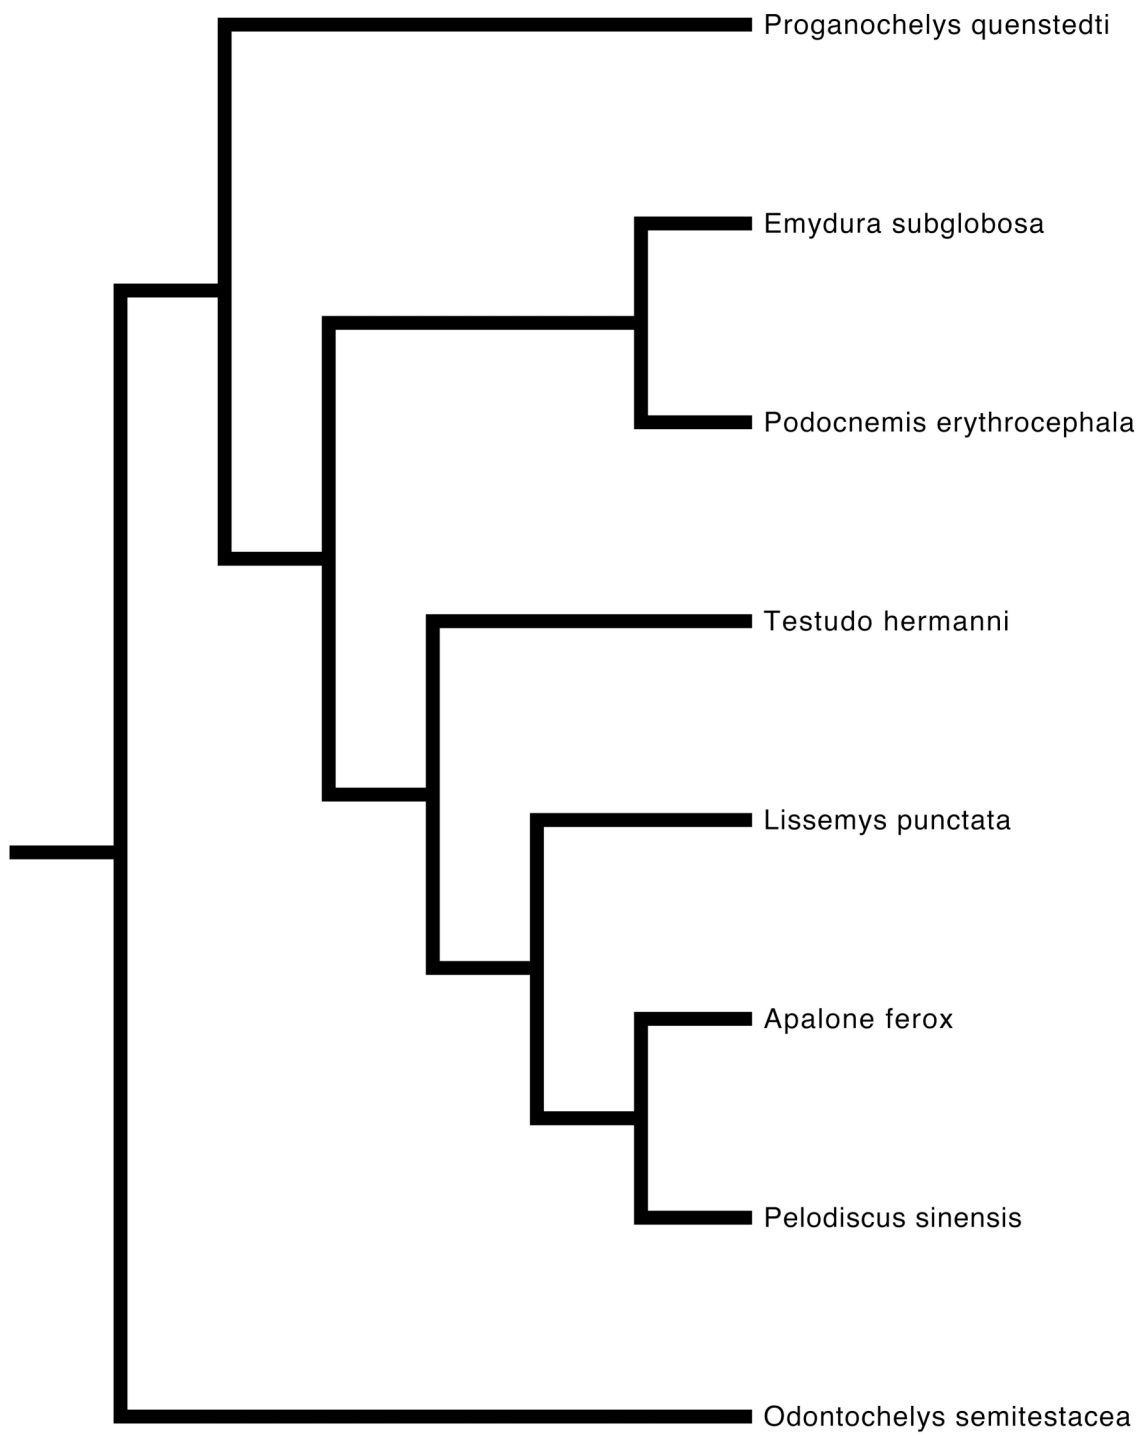 Proganochelys quenstedti
Emydura subglobosa
Podocnemis erythrocephala
Testudo hermanni
Lissemys punctata
Apalone ferox
Pelodiscus sinensis
Odontochelys semitestacea